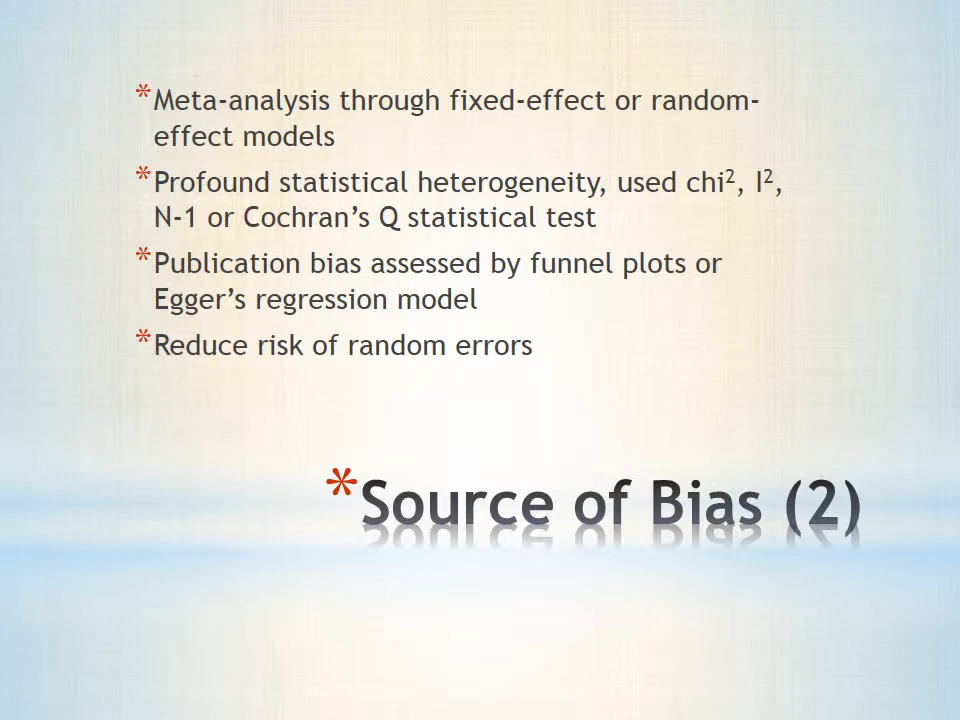 *Meta-analysis through fixed-effect or random-
effect models
*Profound statistical heterogeneity, used chi², I²,
N-1 or Cochran’s Q statistical test
*Publication bias assessed by funnel plots or
Egger’s regression model
*Reduce risk of random errors
*Source of Bias (2)